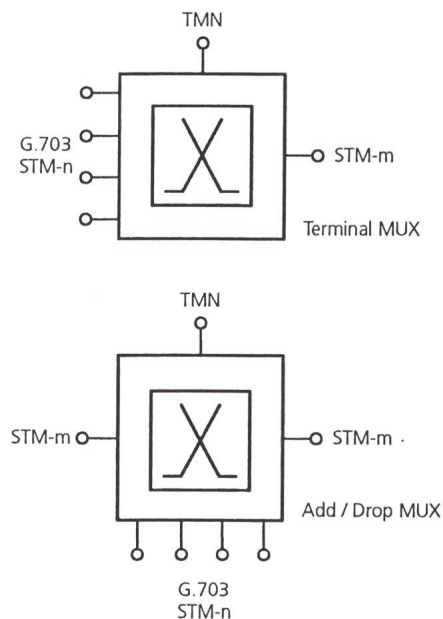 TMN
G.703
STM-n
STM-m
Terminal MUX
TMN
STM-m
STM-m
Add / Drop MUX
G.703
STM-n